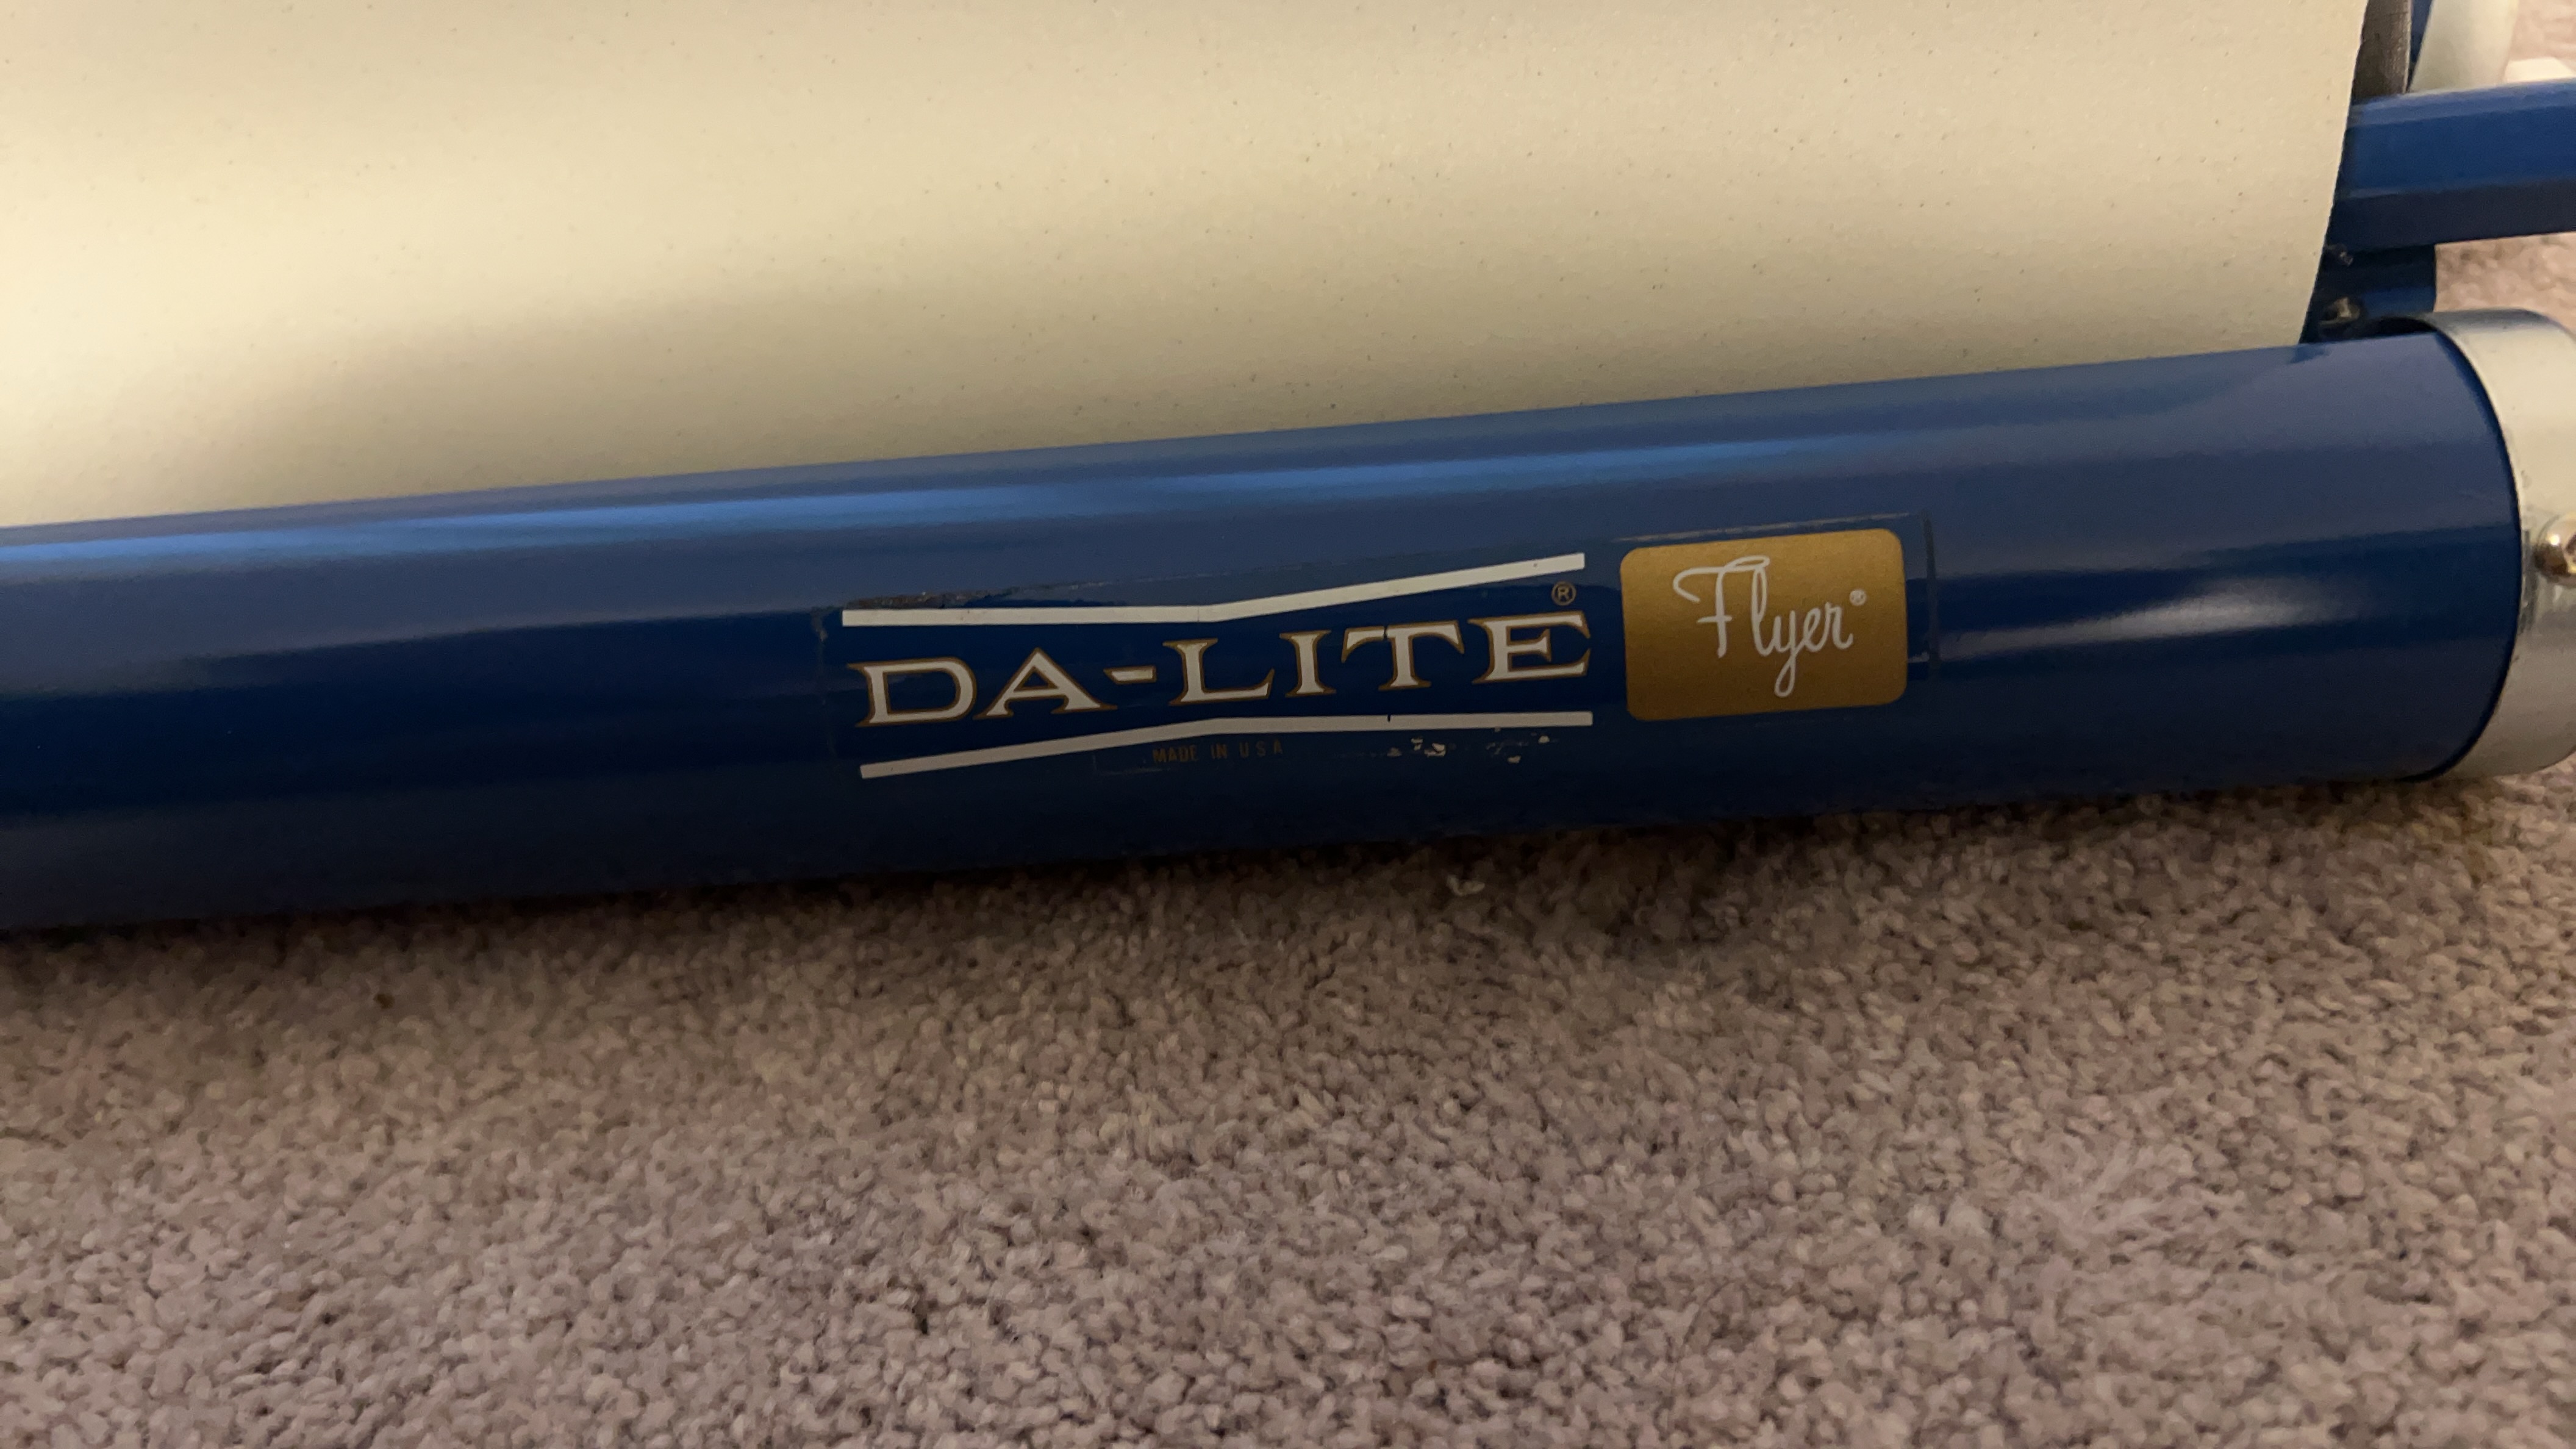 DA-LITE®
Flyer®
MADE IN U S A